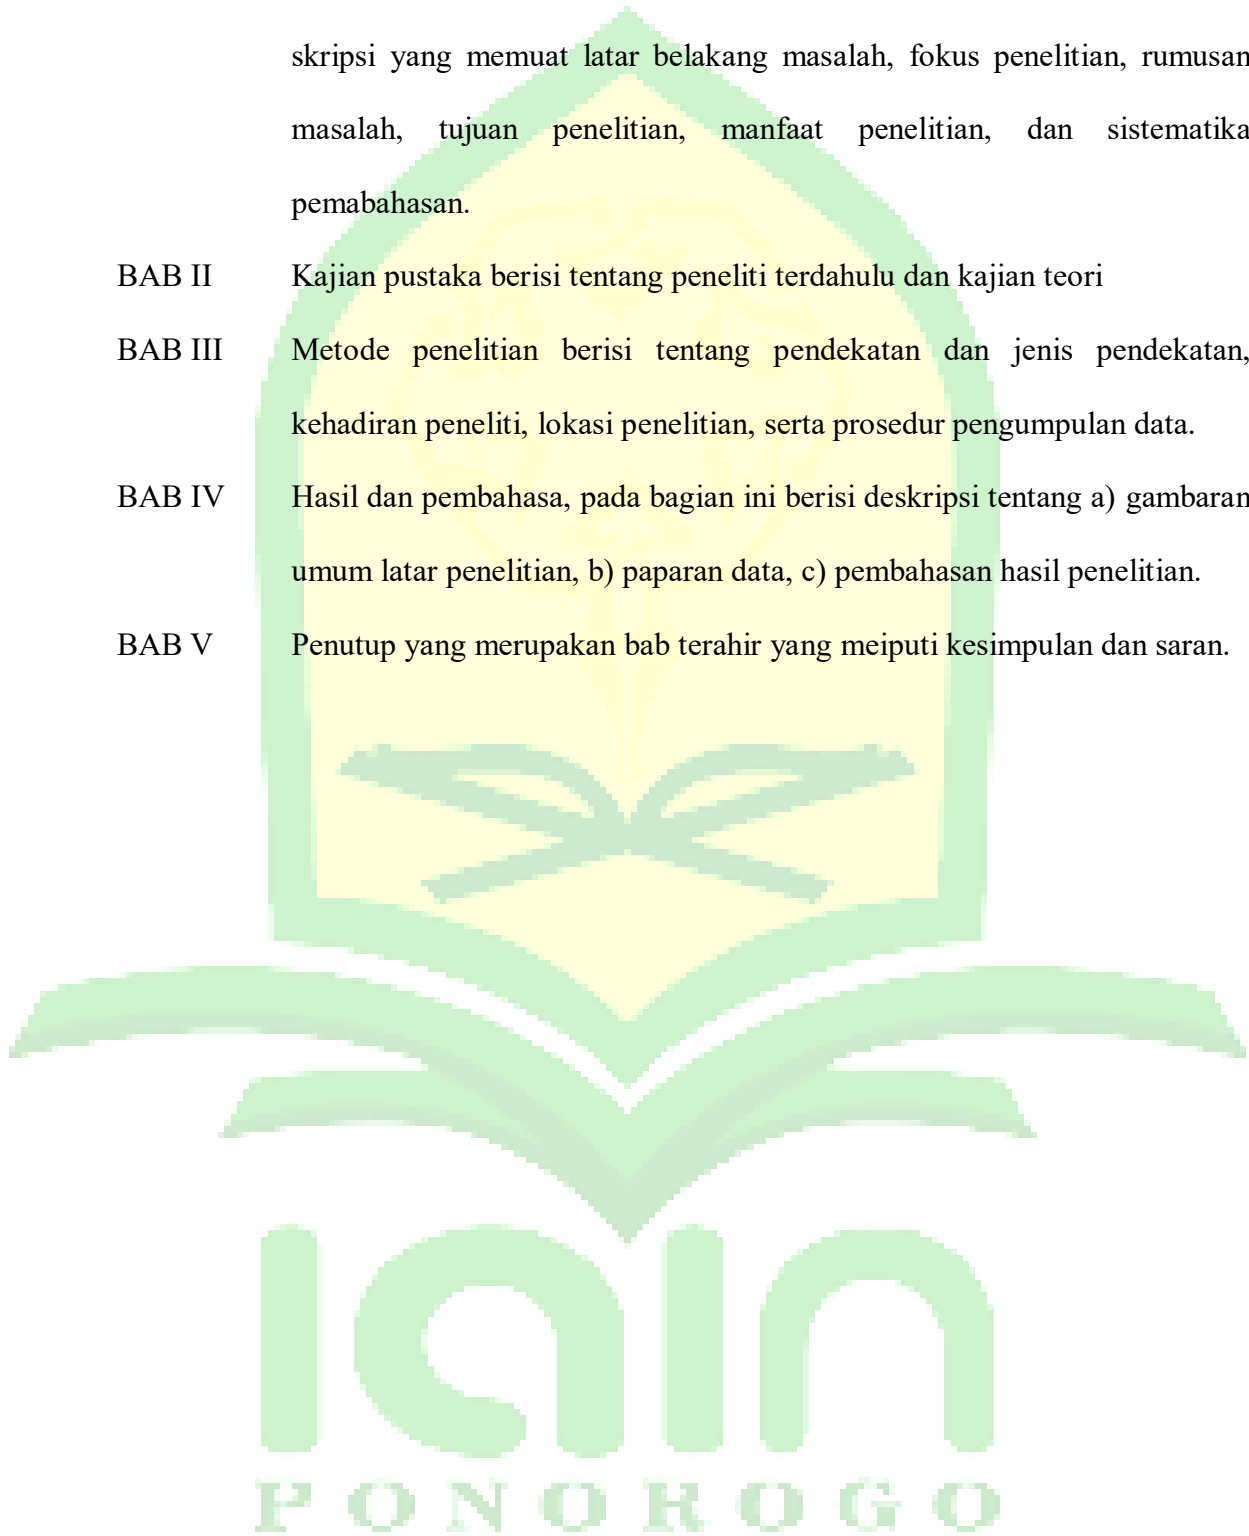 skripsi yang memuat latar belakang masalah, fokus penelitian, rumusan
masalah, tujuan penelitian, manfaat penelitian, dan sistematika
pemabahasan.
BAB II Kajian pustaka berisi tentang peneliti terdahulu dan kajian teori
BAB III Metode penelitian berisi tentang pendekatan dan jenis pendekatan,
kehadiran peneliti, lokasi penelitian, serta prosedur pengumpulan data.
BAB IV Hasil dan pembahasa, pada bagian ini berisi deskripsi tentang a) gambaran
umum latar penelitian, b) paparan data, c) pembahasan hasil penelitian.
BAB V Penutup yang merupakan bab terahir yang meiputi kesimpulan dan saran.
iain
PONOROGO